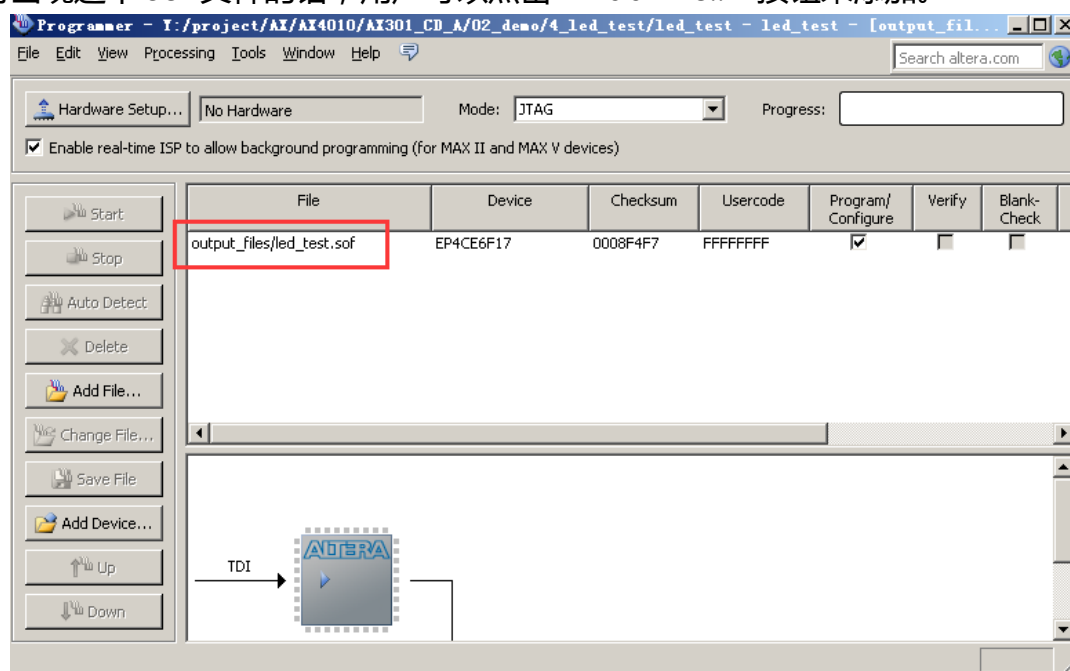 Programmer - Y:/project/AX/AX4010/AX301_CD_A/02_demo/4_led_test/led_test - led_test - [output_fil...
File Edit View Processing Tools Window Help
Search altera.com
Hardware Setup... No Hardware Mode: JTAG Progress:
Enable real-time ISP to allow background programming (for MAX II and MAX V devices)
File Device Checksum Usercode Program/ Configure Verify Blank- Check
output_files/led_test.sof EP4CE6F17 0008F4F7 FFFFFFFF
Start
Stop
Auto Detect
Delete
Add File...
Change File...
Save File
Add Device...
Up
Down
TDI
ALTERA